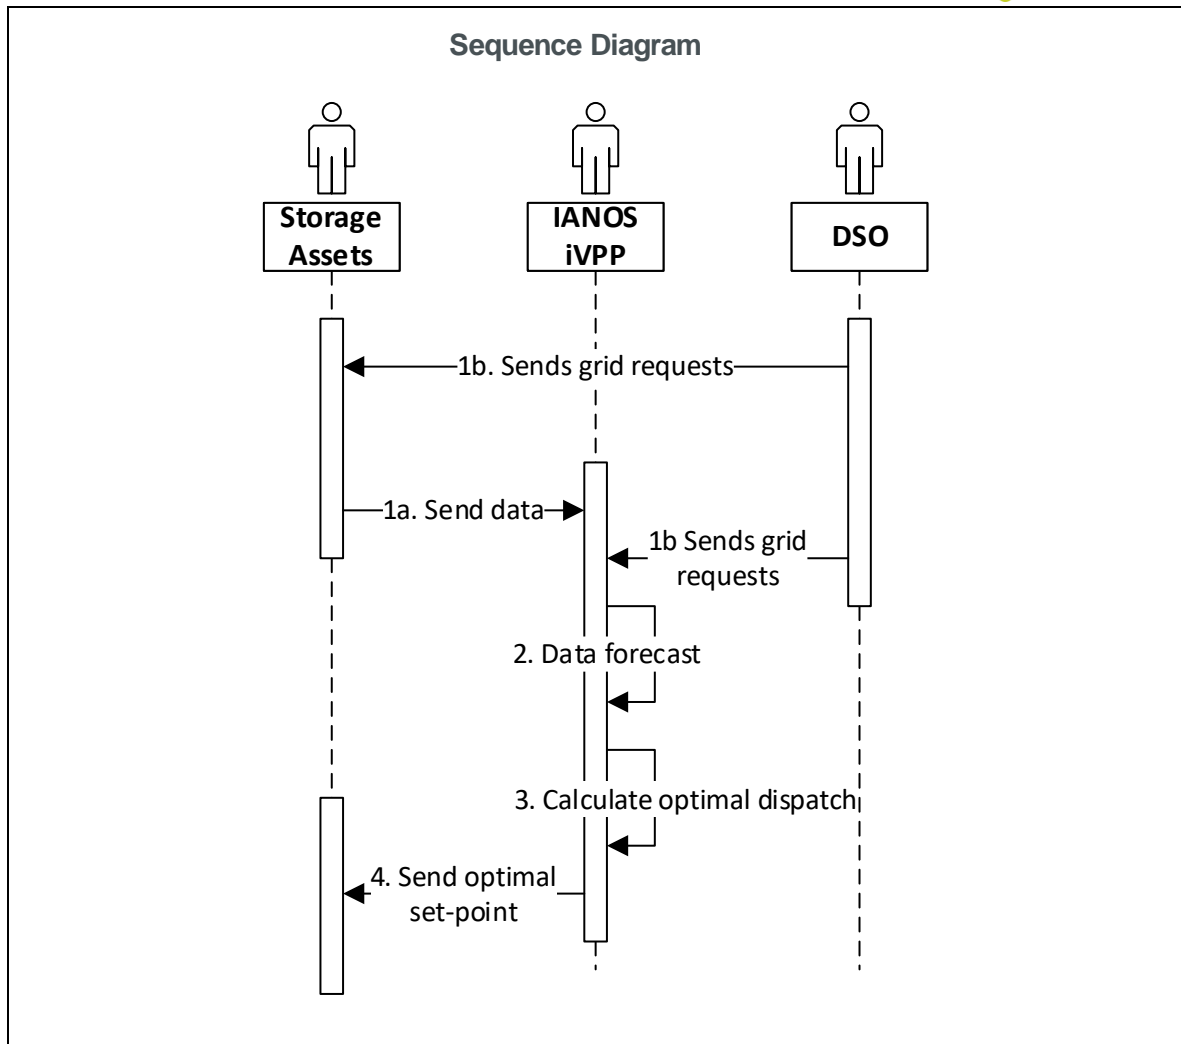 Sequence Diagram
Storage
Assets
IANOS
iVPP
DSO
1b. Sends grid requests
1a. Send data
1b Sends grid
requests
2. Data forecast
3. Calculate optimal dispatch
4. Send optimal
set-point